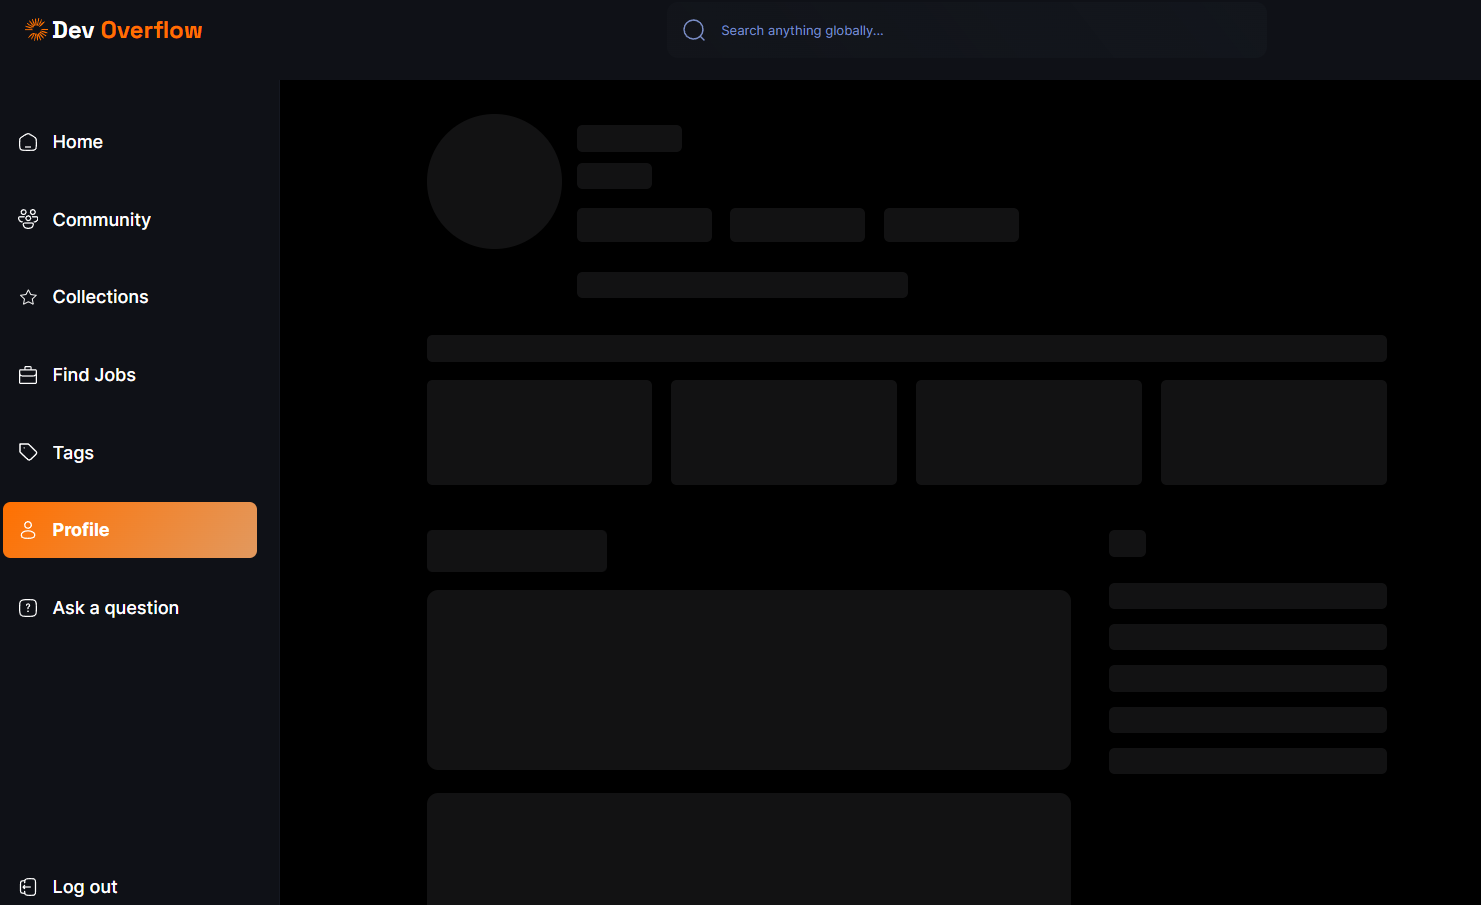 Dev Overflow
Search anything globally...
Home
Community
Collections
Find Jobs
Tags
Profile
Ask a question
Log out